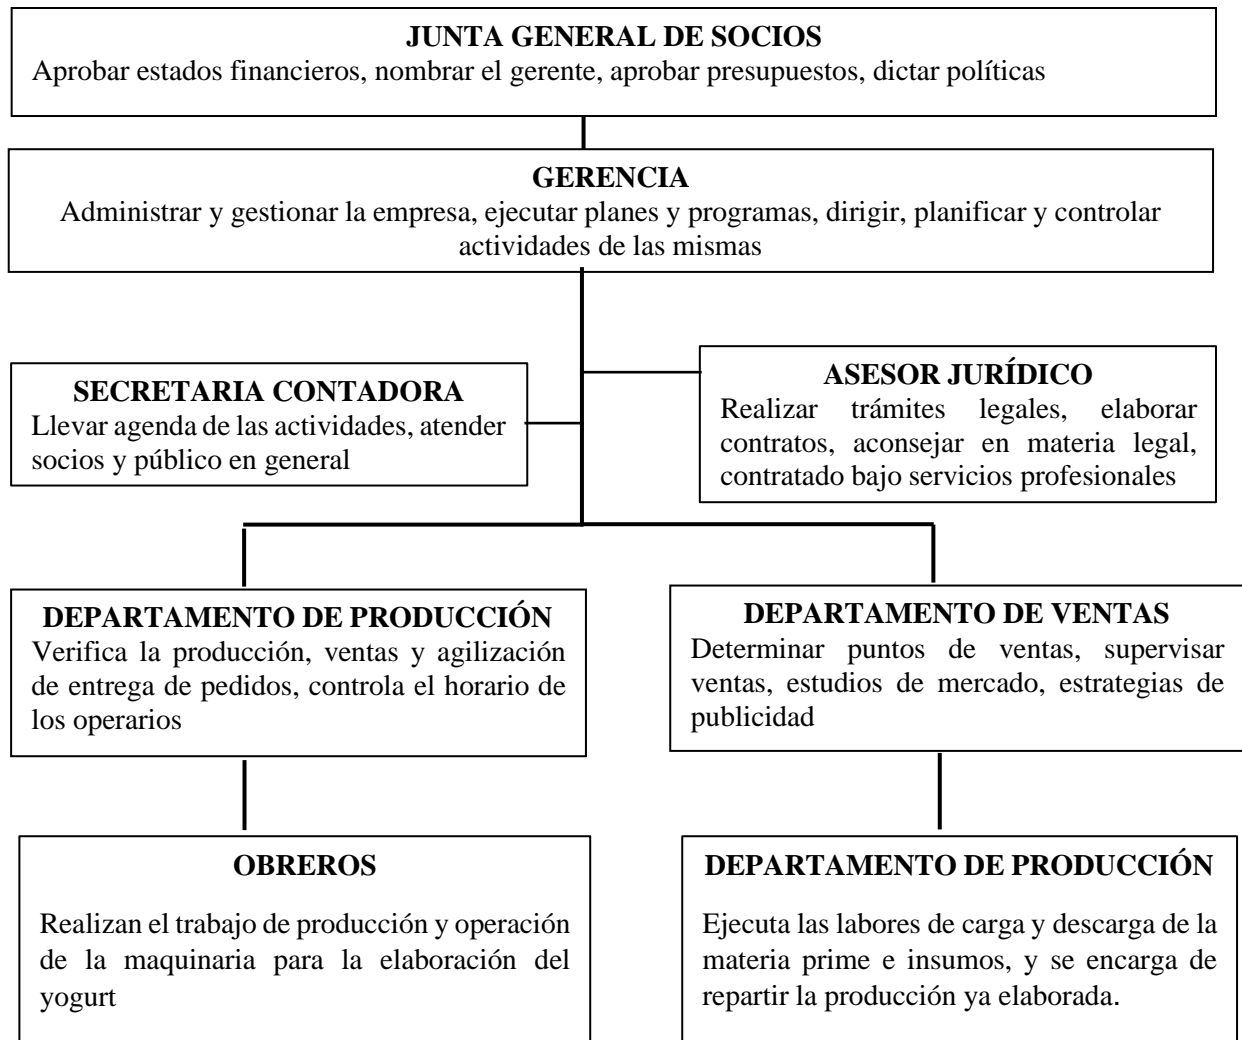 JUNTA GENERAL DE SOCIOS
Aprobar estados financieros, nombrar el gerente, aprobar presupuestos, dictar políticas
GERENCIA
Administrar y gestionar la empresa, ejecutar planes y programas, dirigir, planificar y controlar
actividades de las mismas
SECRETARIA CONTADORA
Llevar agenda de las actividades, atender
socios y público en general
ASESOR JURÍDICO
Realizar trámites legales, elaborar
contratos, aconsejar en materia legal,
contratado bajo servicios profesionales
DEPARTAMENTO DE PRODUCCIÓN
Verifica la producción, ventas y agilización
de entrega de pedidos, controla el horario de
los operarios
DEPARTAMENTO DE VENTAS
Determinar puntos de ventas, supervisar
ventas, estudios de mercado, estrategias de
publicidad
OBREROS
Realizan el trabajo de producción y operación
de la maquinaria para la elaboración del
yogurt
DEPARTAMENTO DE PRODUCCIÓN
Ejecuta las labores de carga y descarga de la
materia prime e insumos, y se encarga de
repartir la producción ya elaborada.